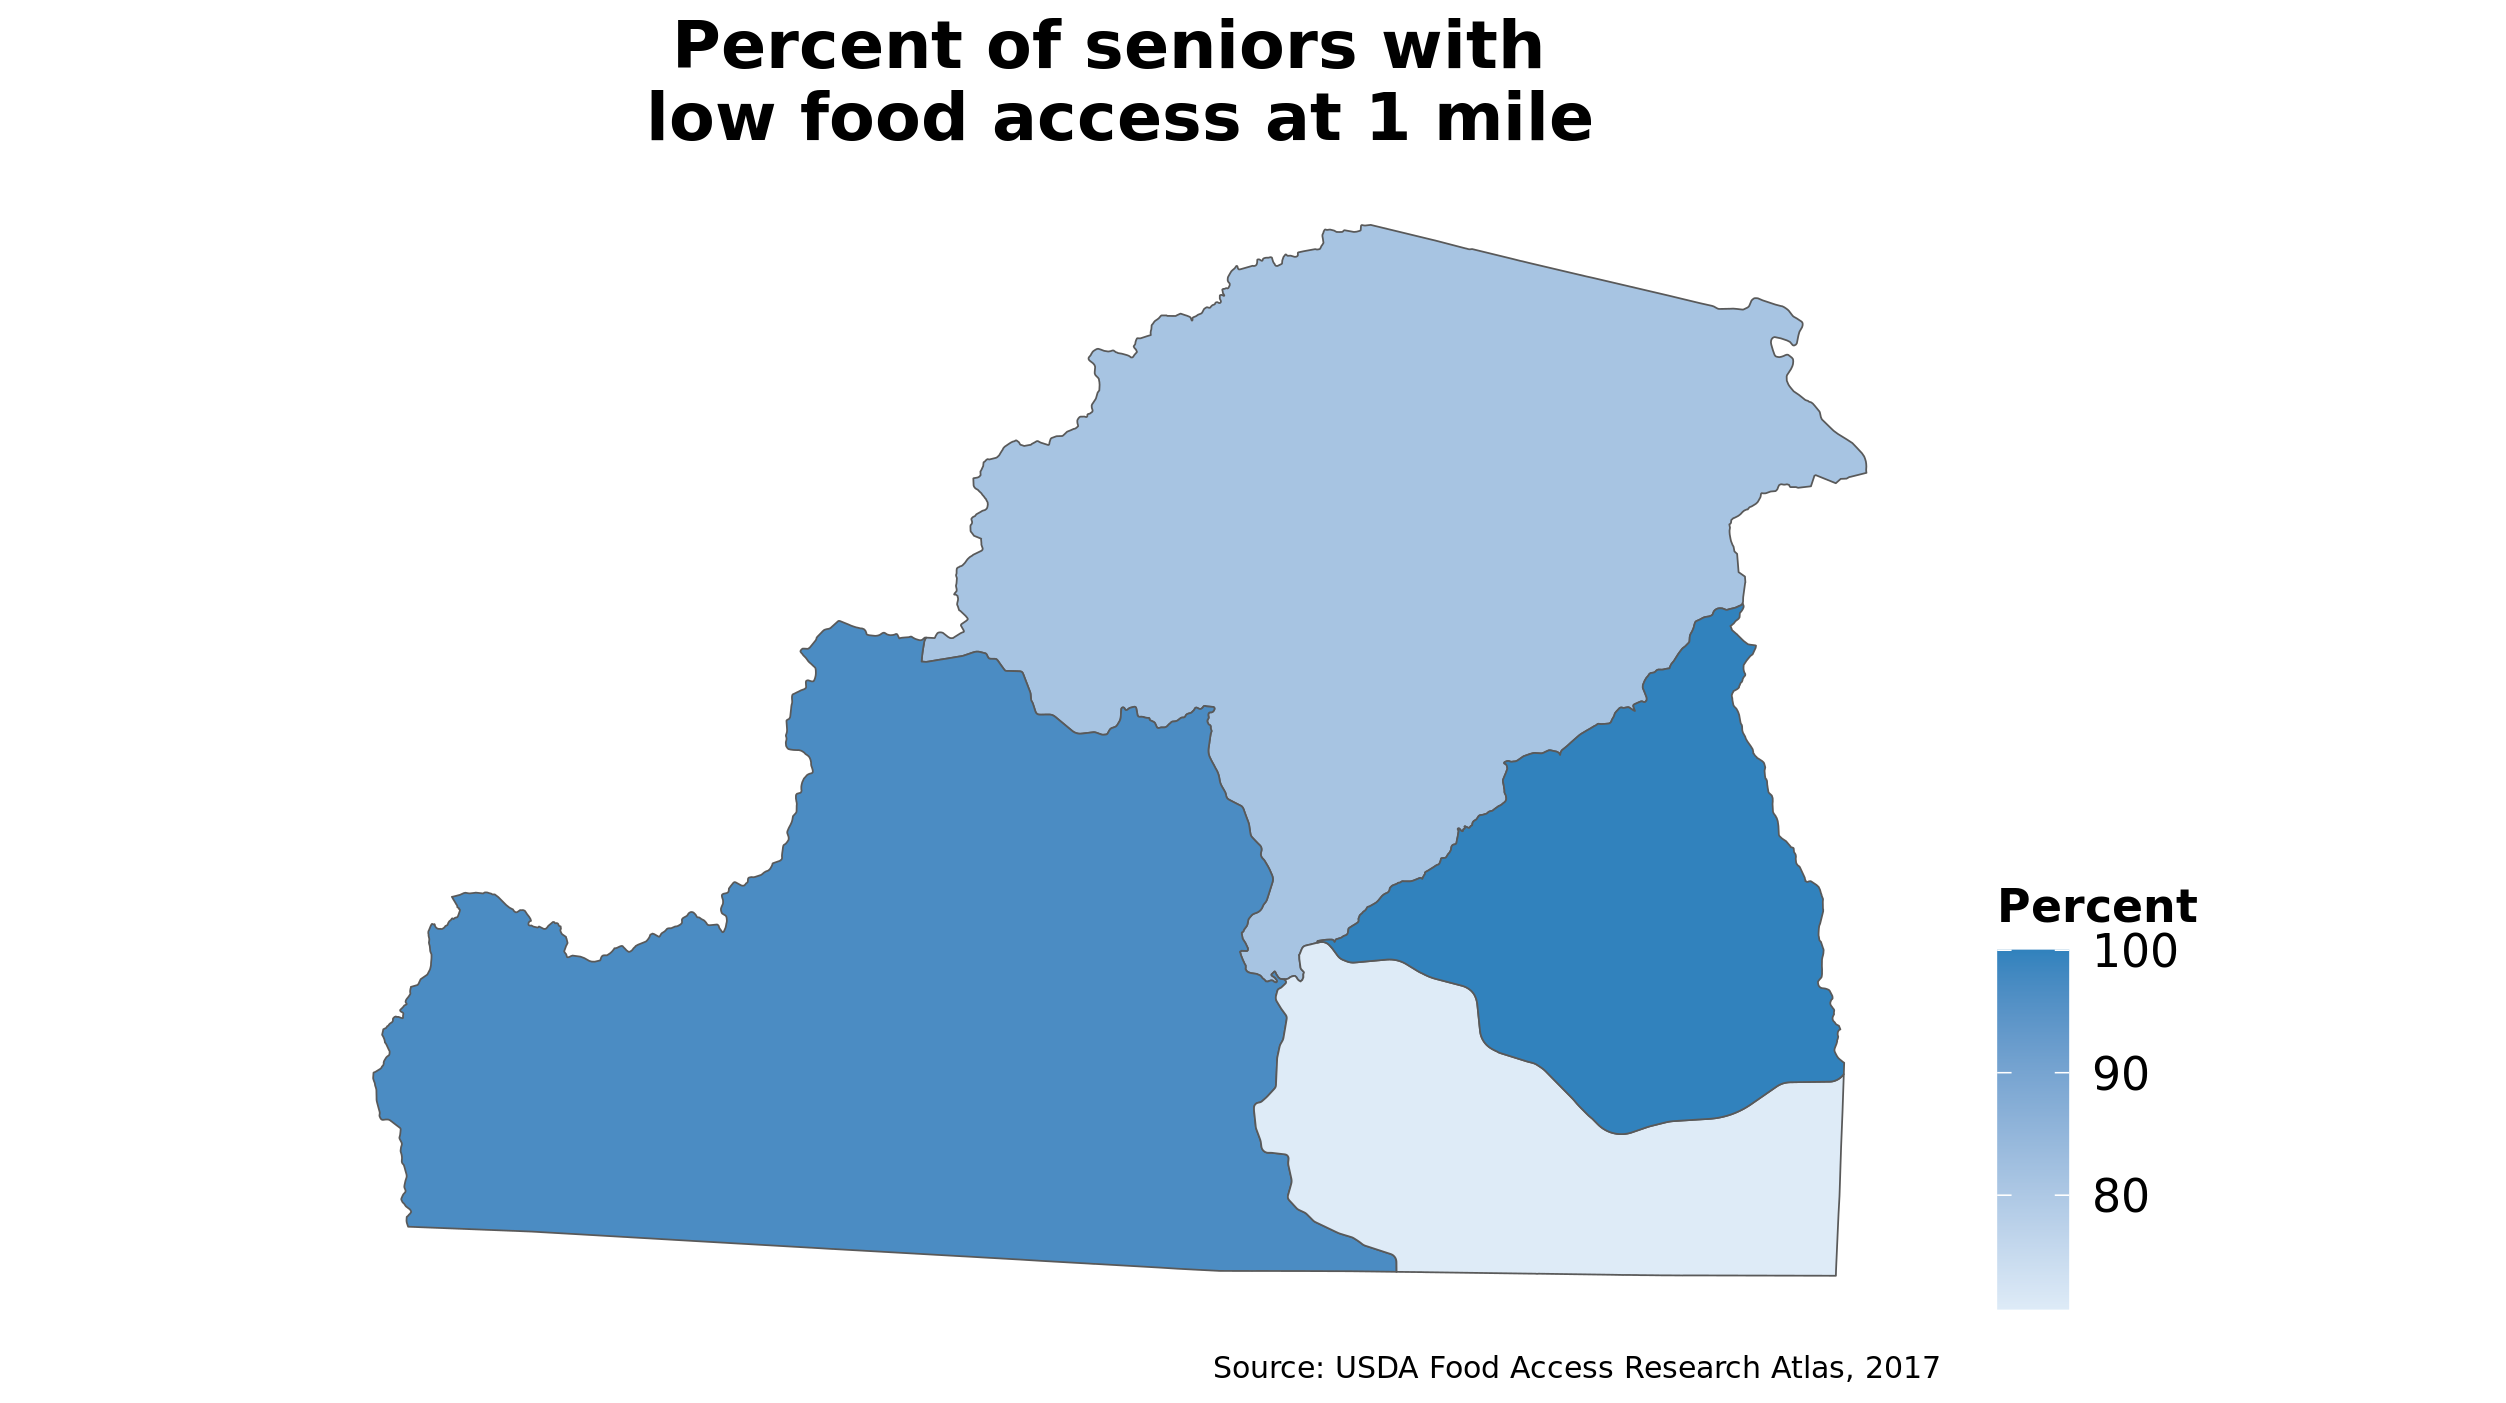 Percent of seniors with
low food access at 1 mile
Percent
100
90
80
Source: USDA Food Access Research Atlas, 2017